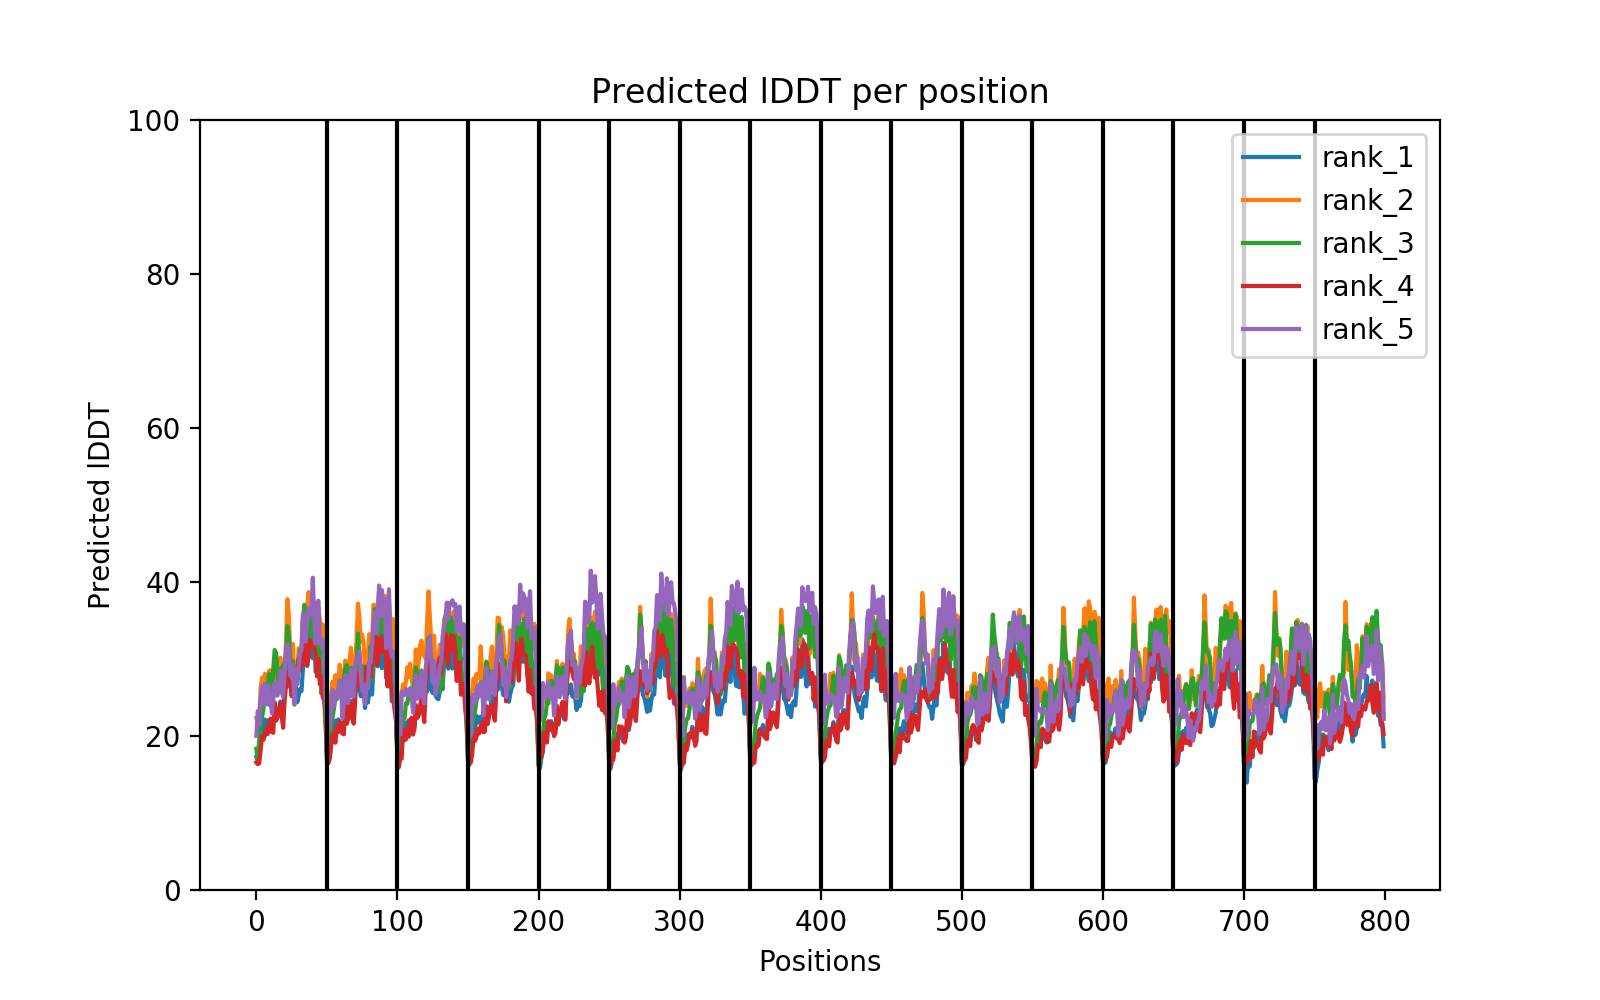 Predicted lDDT per position
100
80
60
40
20
0
Predicted lDDT
rank_1
rank_2
rank_3
rank_4
rank_5
0 100 200 300 400 500 600 700 800
Positions